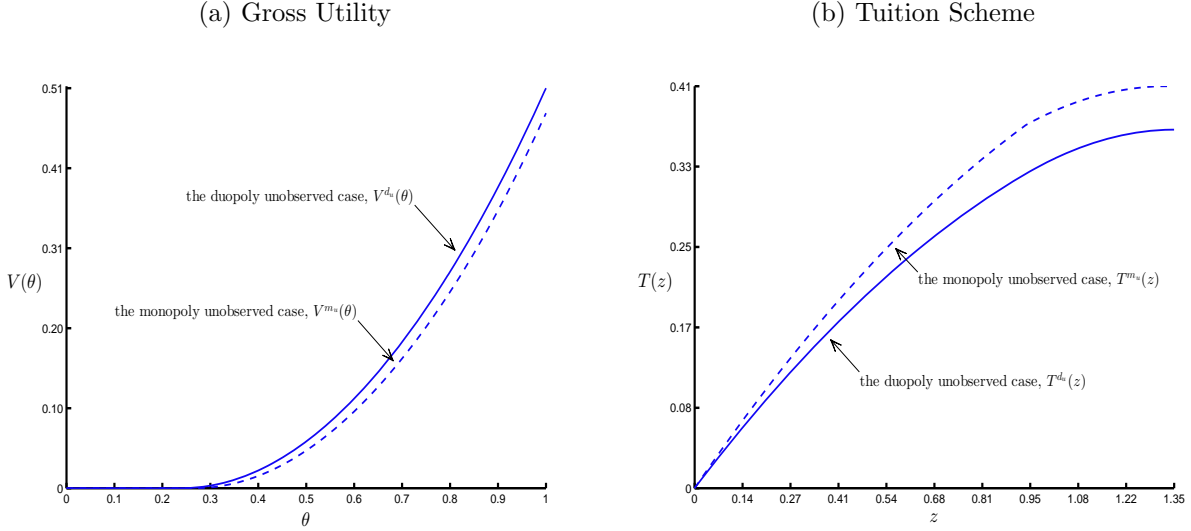 (a) Gross Utility
0.51
0.41
0.31
0.20
0.10
0
V(θ)
the duopoly unobserved case, V^{d_u}(θ)
the monopoly unobserved case, V^{m_u}(θ)
0 0.1 0.2 0.3 0.4 0.5 0.6 0.7 0.8 0.9 1
θ
(b) Tuition Scheme
0.41
0.33
0.25
0.17
0.08
0
T(z)
the monopoly unobserved case, T^{m_u}(z)
the duopoly unobserved case, T^{d_u}(z)
0 0.14 0.27 0.41 0.54 0.68 0.81 0.95 1.08 1.22 1.35
z